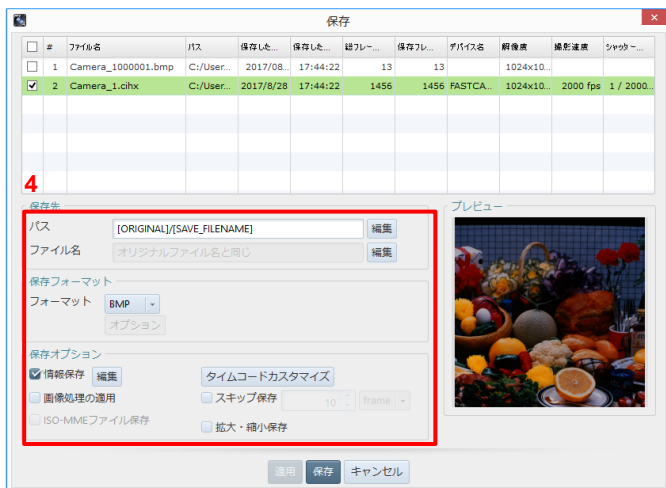 保存
# ファイル名 パス 保存した... 保存した... 総フレー... 保存フレ... デバイス名 解像度 撮影速度 シャッター...
1 Camera_1000001.bmp C:/User... 2017/08... 17:44:22 13 13 1024x10...
2 Camera_1.cihx C:/User... 2017/8/28 17:44:22 1456 1456 FASTCA... 1024x10... 2000 fps 1 / 2000...
4
保存先
パス [ORIGINAL]/[SAVE_FILENAME] 編集
ファイル名 オリジナルファイル名と同じ 編集
プレビュー
保存フォーマット
フォーマット BMP
オプション
保存オプション
情報保存 編集 タイムコードカスタマイズ
画像処理の適用 スキップ保存 10 frame
ISO-MMEファイル保存 拡大・縮小保存
適用 保存 キャンセル